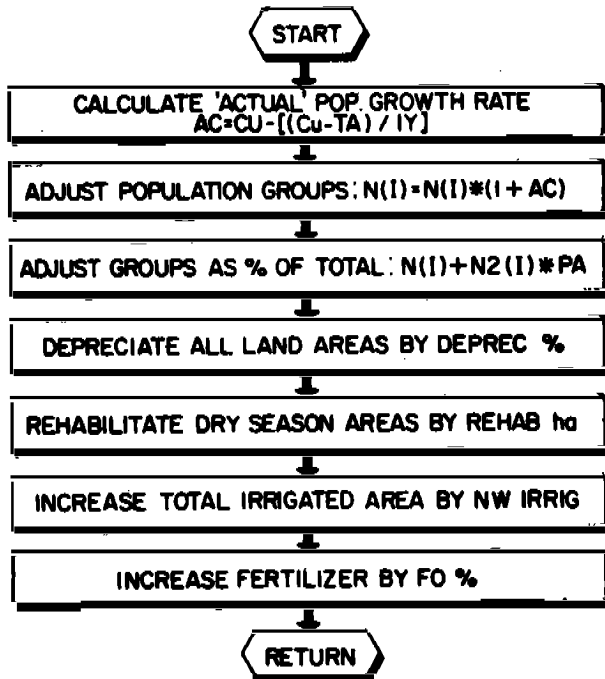 START
CALCULATE 'ACTUAL' POP. GROWTH RATE
AC=CU-[(Cu-TA) / IY]
ADJUST POPULATION GROUPS: N(I)=N(I)*(1 + AC)
ADJUST GROUPS AS % OF TOTAL: N(I)+N2(I)*PA
DEPRECIATE ALL LAND AREAS BY DEPREC %
REHABILITATE DRY SEASON AREAS BY REHAB ha
INCREASE TOTAL IRRIGATED AREA BY NW IRRIG
INCREASE FERTILIZER BY FO %
RETURN